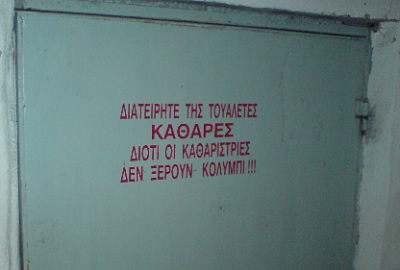 ΔΙΑΤΕΙΡΗΤΕ ΤΗΣ ΤΟΥΑΛΕΤΕΣ
ΚΑΘΑΡΕΣ
ΔΙΟΤΙ ΟΙ ΚΑΘΑΡΙΣΤΡΙΕΣ
ΔΕΝ ΞΕΡΟΥΝ ΚΟΛΥΜΠΙ !!!